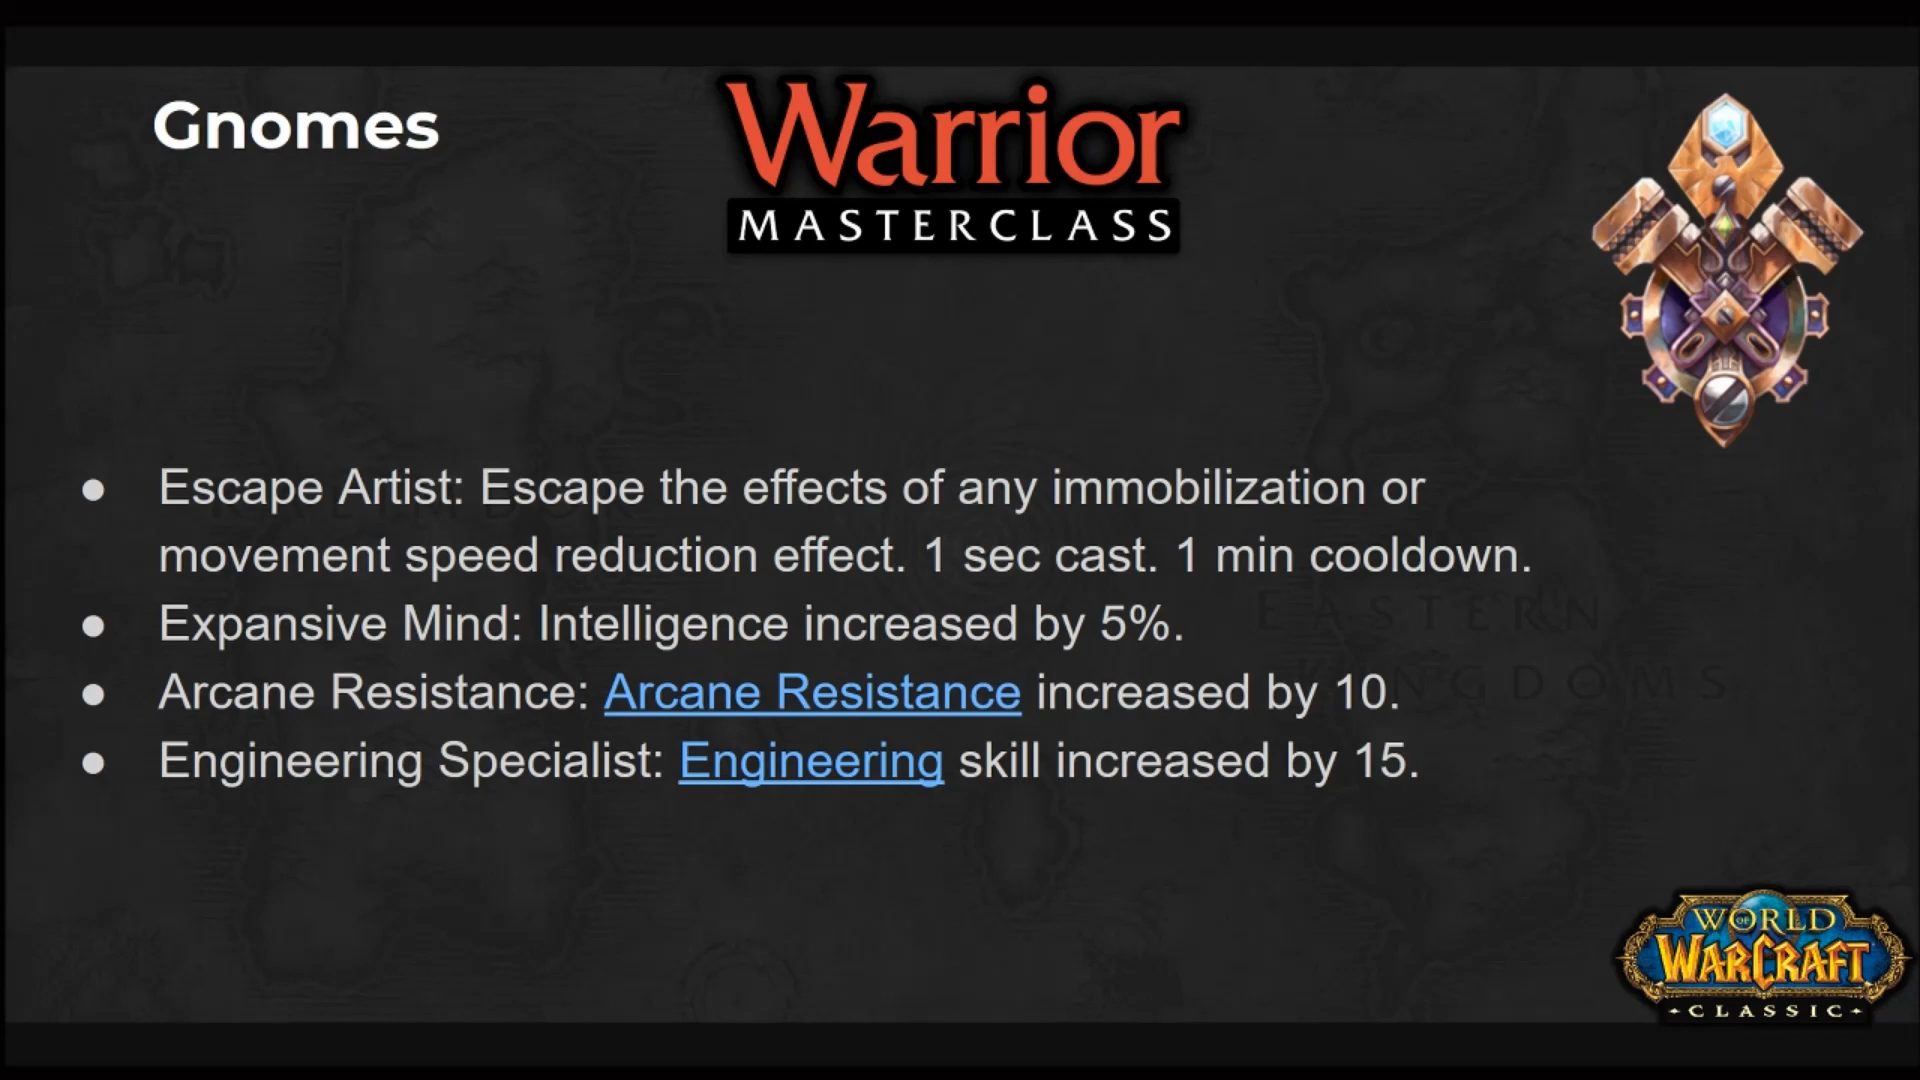 Gnomes
Warrior
MASTERCLASS
● Escape Artist: Escape the effects of any immobilization or
movement speed reduction effect. 1 sec cast. 1 min cooldown.
● Expansive Mind: Intelligence increased by 5%.
EASTERN
● Arcane Resistance: Arcane Resistance increased by 10.
KINGDOMS
● Engineering Specialist: Engineering skill increased by 15.
WORLD
OF
WARCRAFT
CLASSIC